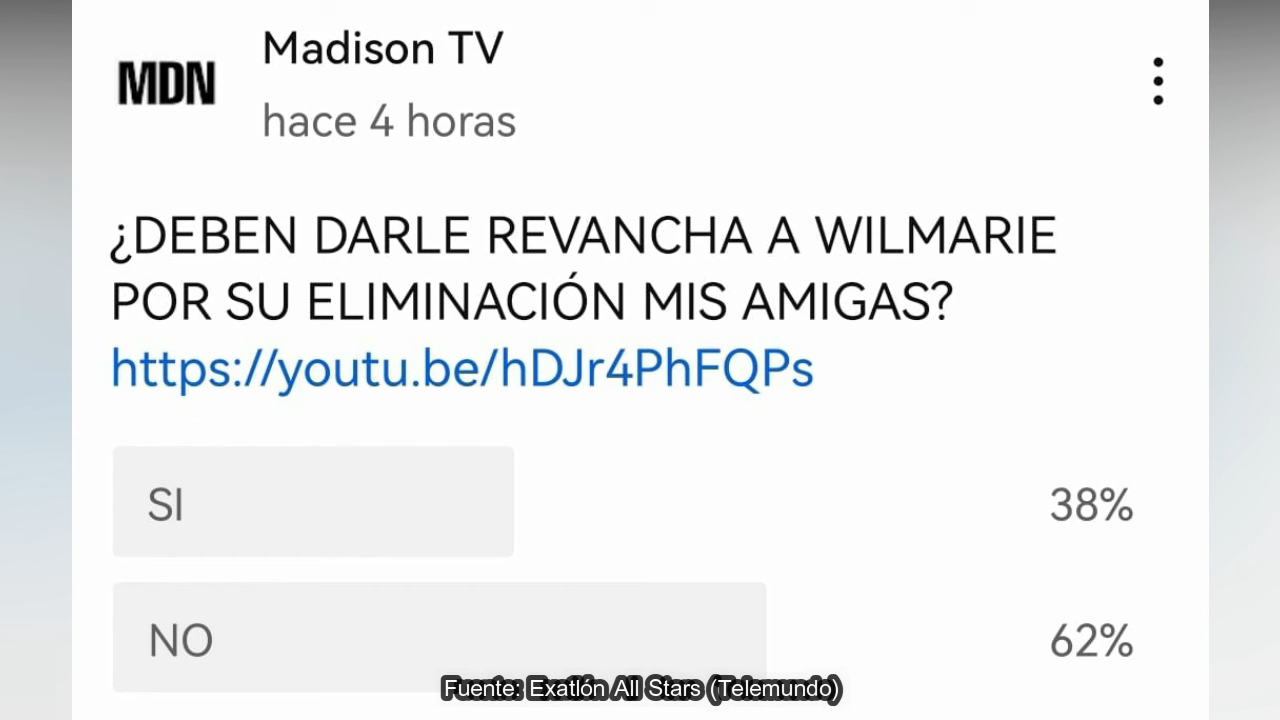 MDN
Madison TV
hace 4 horas
¿DEBEN DARLE REVANCHA A WILMARIE
POR SU ELIMINACIÓN MIS AMIGAS?
https://youtu.be/hDJr4PhFQPs
SI 38%
NO 62%
Fuente: Exatlón All Stars (Telemundo)